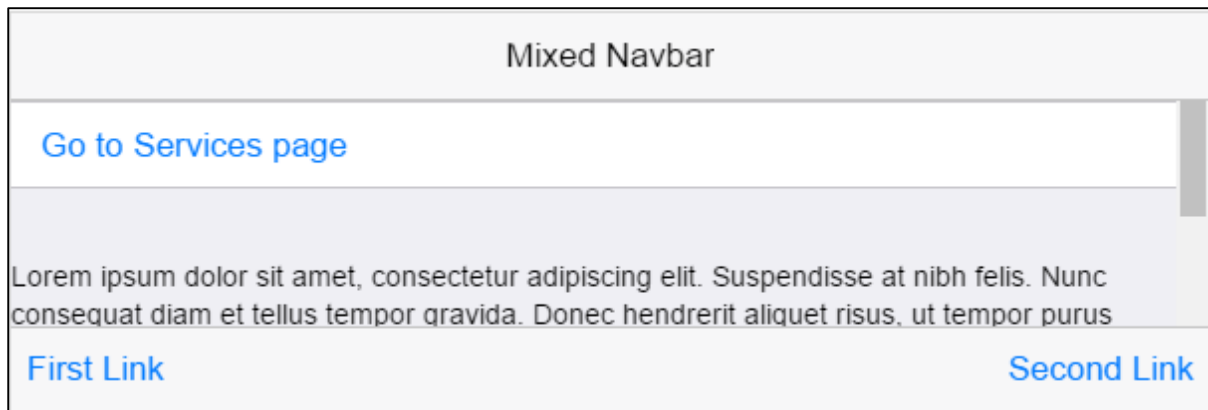 Mixed Navbar
Go to Services page
Lorem ipsum dolor sit amet, consectetur adipiscing elit. Suspendisse at nibh felis. Nunc
consequat diam et tellus tempor gravida. Donec hendrerit aliquet risus, ut tempor purus
First Link Second Link